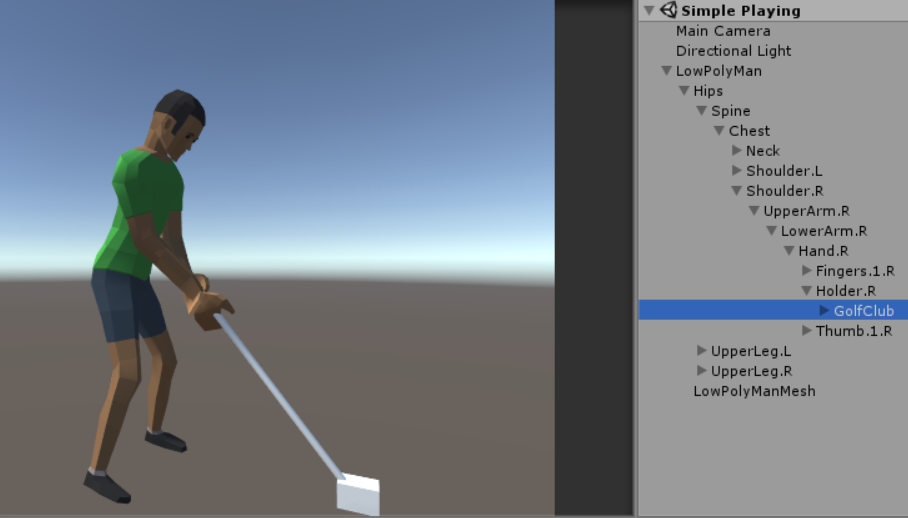 Simple Playing
Main Camera
Directional Light
LowPolyMan
Hips
Spine
Chest
Neck
Shoulder.L
Shoulder.R
UpperArm.R
LowerArm.R
Hand.R
Fingers.1.R
Holder.R
GolfClub
Thumb.1.R
UpperLeg.L
UpperLeg.R
LowPolyManMesh